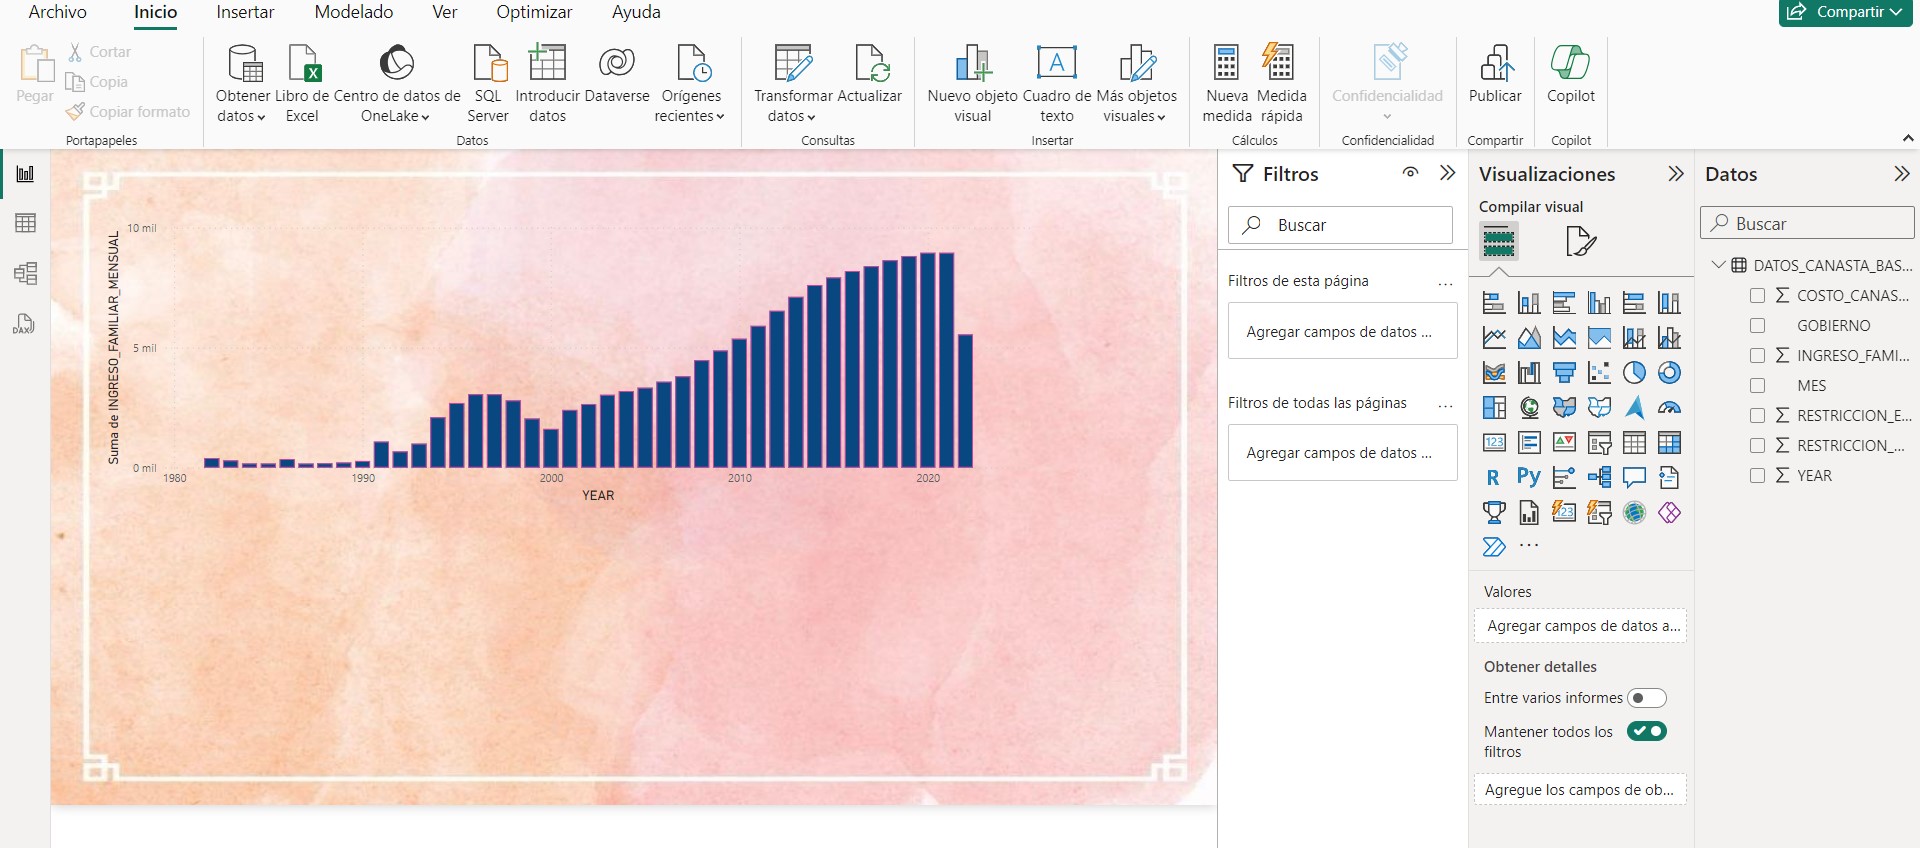 Archivo Inicio Insertar Modelado Ver Optimizar Ayuda
Compartir
Pegar
Cortar
Copia
Copiar formato
Portapapeles
Obtener
datos
Libro de
Excel
Centro de datos de
OneLake
SQL
Server
Introducir
datos
Dataverse
Orígenes
recientes
Datos
Transformar
datos
Actualizar
Consultas
Nuevo objeto
visual
A
Cuadro de
texto
Más objetos
visuales
Insertar
Nueva
medida
Medida
rápida
Cálculos
Confidencialidad
Confidencialidad
Publicar
Compartir
Copilot
Copilot
DAX
Suma de INGRESO_FAMILIAR_MENSUAL
10 mil
5 mil
0 mil
1980 1990 2000 2010 2020
YEAR
Filtros
Buscar
Filtros de esta página ...
Agregar campos de datos ...
Filtros de todas las páginas ...
Agregar campos de datos ...
Visualizaciones
Compilar visual
123
R Py
123
...
Valores
Agregar campos de datos a...
Obtener detalles
Entre varios informes
Mantener todos los
filtros
Agregue los campos de ob...
Datos
Buscar
DATOS_CANASTA_BAS...
COSTO_CANAS...
GOBIERNO
INGRESO_FAMI...
MES
RESTRICCION_E...
RESTRICCION_...
YEAR